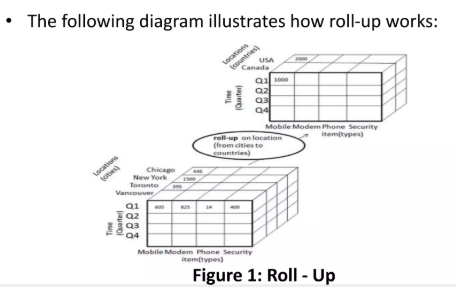 • The following diagram illustrates how roll-up works:
Locations
(countries)
USA
Canada
2000
Time
(Quarter)
Q1
Q2
Q3
Q4
1000
Mobile Modem Phone Security
item(types)
roll-up on location
(from cities to
countries)
Locations
(cities)
Chicago
New York
Toronto
Vancouver
440
1560
395
Time
(Quarter)
Q1
Q2
Q3
Q4
605 825 14 400
Mobile Modem Phone Security
item(types)
Figure 1: Roll - Up